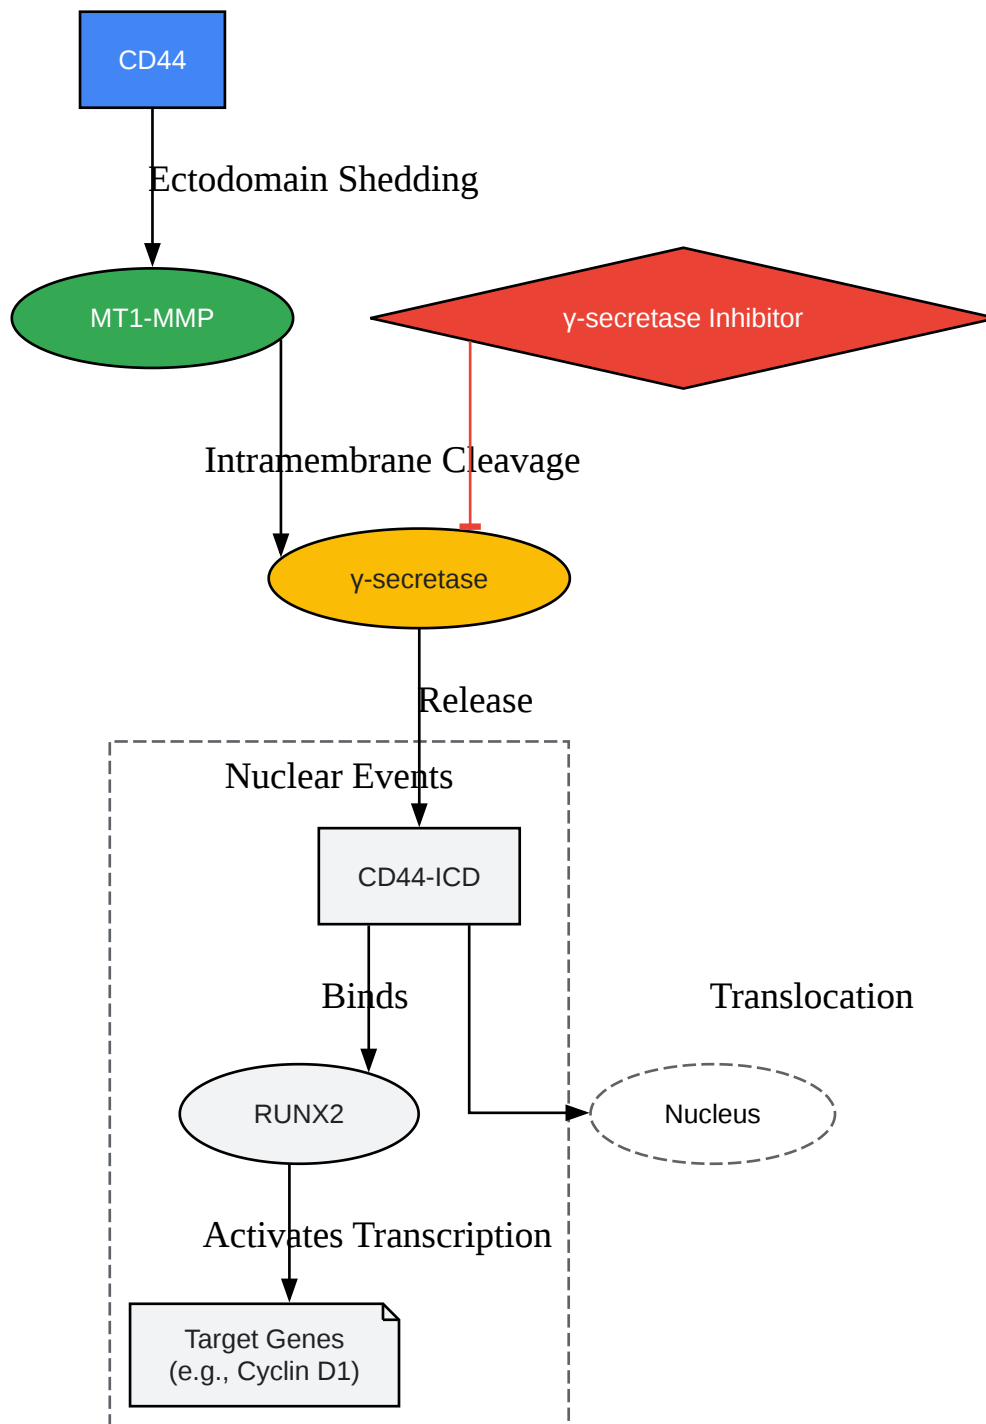 CD44
Ectodomain Shedding
MT1-MMP
γ-secretase Inhibitor
Intramembrane Cleavage
γ-secretase
Release
Nuclear Events
CD44-ICD
Binds
Translocation
RUNX2
Nucleus
Activates Transcription
Target Genes
(e.g., Cyclin D1)